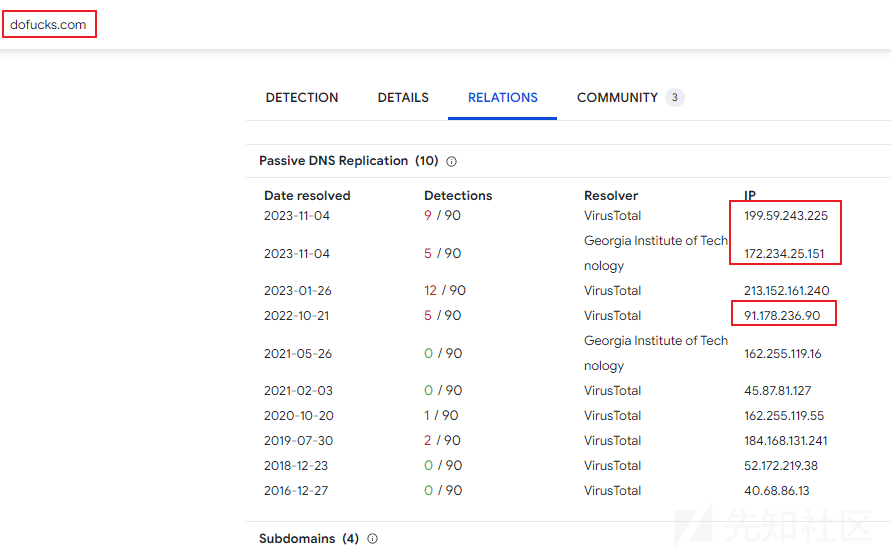 dofucks.com
DETECTION DETAILS RELATIONS COMMUNITY 3
Passive DNS Replication (10)
Date resolved Detections Resolver IP
2023-11-04 9 / 90 VirusTotal 199.59.243.225
2023-11-04 5 / 90 Georgia Institute of Tech
nology 172.234.25.151
2023-01-26 12 / 90 VirusTotal 213.152.161.240
2022-10-21 5 / 90 VirusTotal 91.178.236.90
2021-05-26 0 / 90 Georgia Institute of Tech
nology 162.255.119.16
2021-02-03 0 / 90 VirusTotal 45.87.81.127
2020-10-20 1 / 90 VirusTotal 162.255.119.55
2019-07-30 2 / 90 VirusTotal 184.168.131.241
2018-12-23 0 / 90 VirusTotal 52.172.219.38
2016-12-27 0 / 90 VirusTotal 40.68.86.13
Subdomains (4)
先知社区